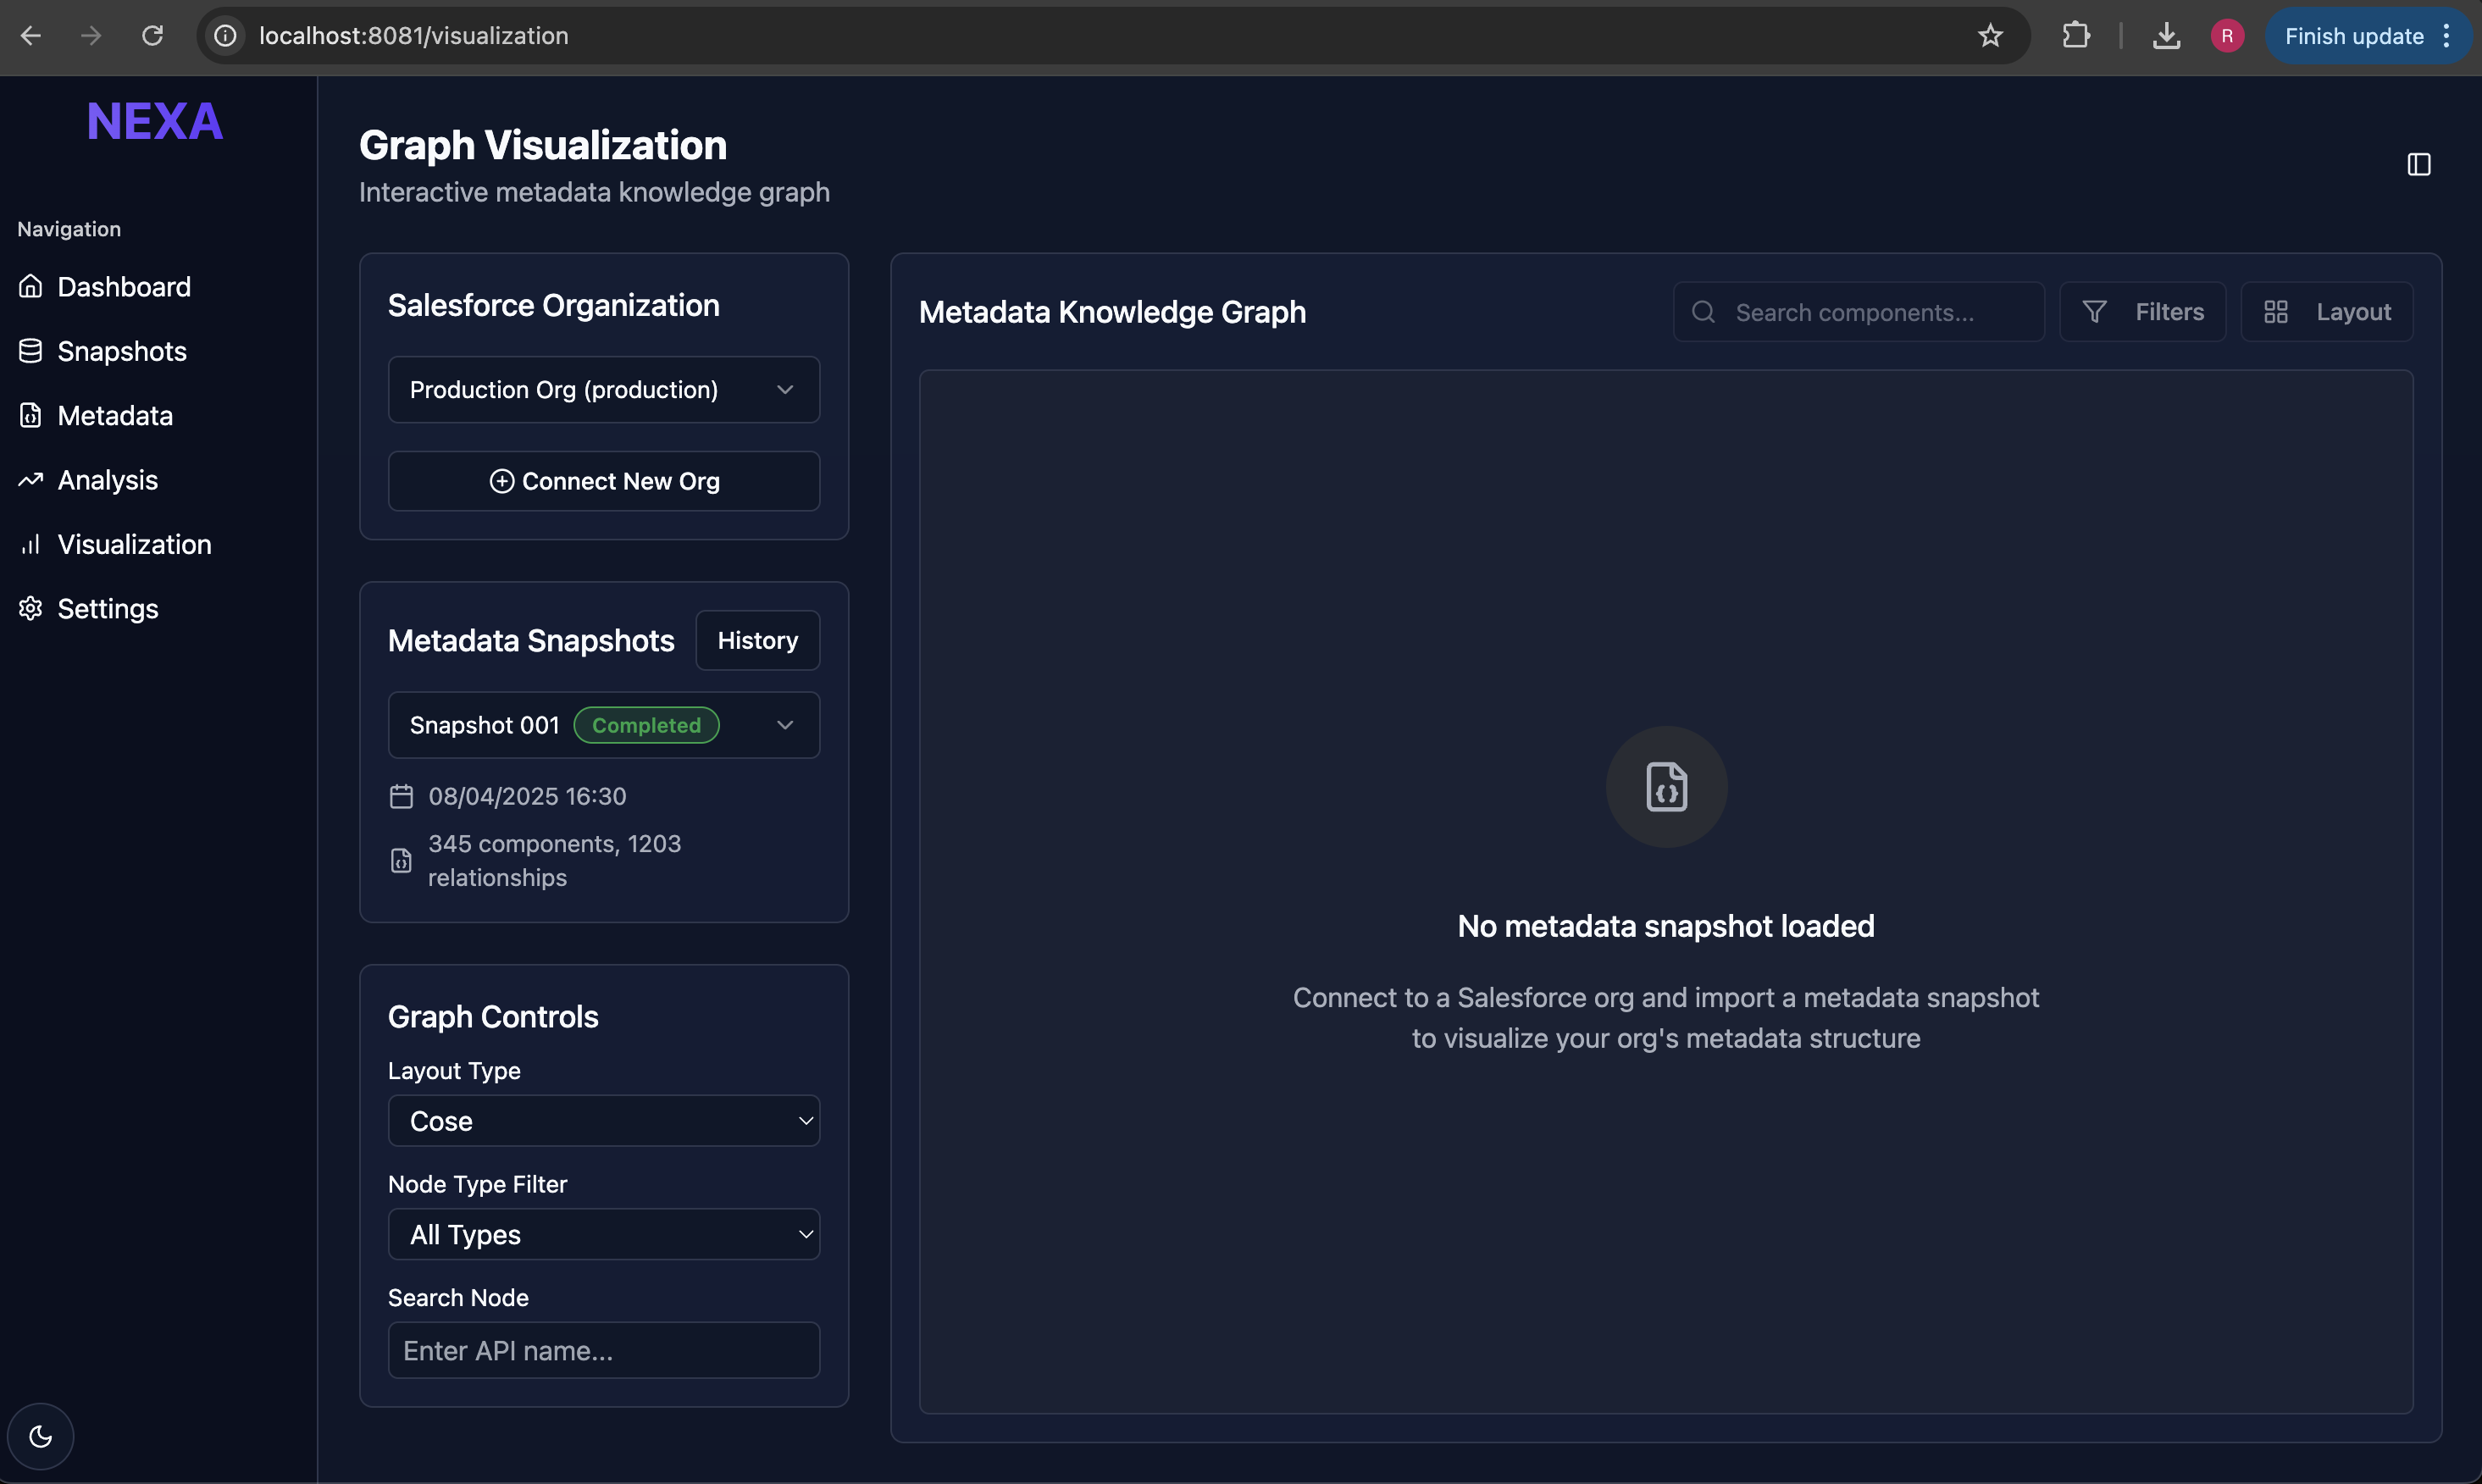 localhost:8081/visualization
R
Finish update
NEXA
Navigation
Dashboard
Snapshots
Metadata
Analysis
Visualization
Settings
Graph Visualization
Interactive metadata knowledge graph
Salesforce Organization
Production Org (production)
Connect New Org
Metadata Snapshots
History
Snapshot 001
Completed
08/04/2025 16:30
345 components, 1203
relationships
Graph Controls
Layout Type
Cose
Node Type Filter
All Types
Search Node
Enter API name...
Metadata Knowledge Graph
Search components...
Filters
Layout
No metadata snapshot loaded
Connect to a Salesforce org and import a metadata snapshot
to visualize your org's metadata structure